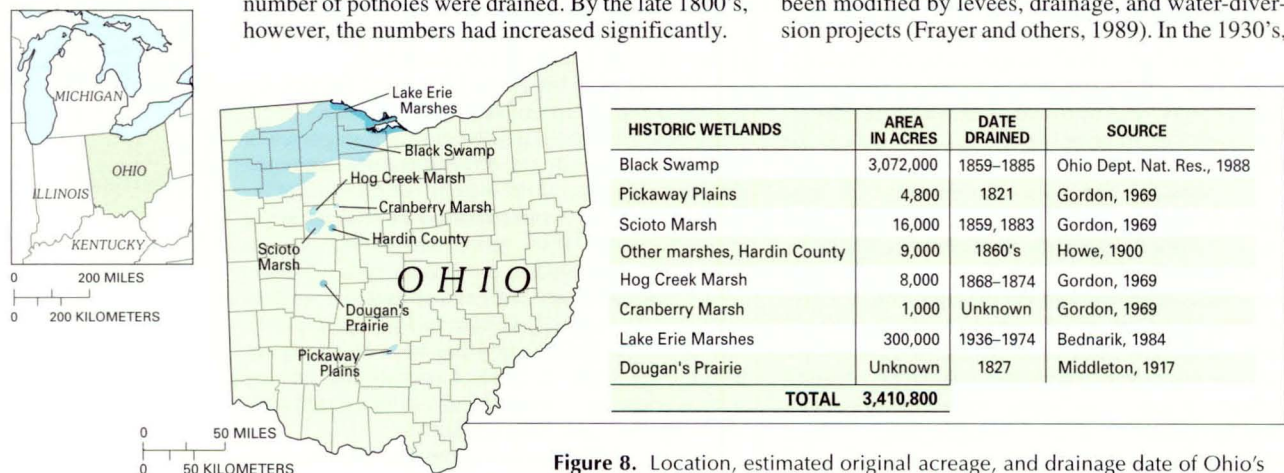 number of potholes were drained. By the late 1800's,
however, the numbers had increased significantly.
been modified by levees, drainage, and water-diver-
sion projects (Frayer and others, 1989). In the 1930's,
MICHIGAN
OHIO
ILLINOIS
KENTUCKY
0 200 MILES
0 200 KILOMETERS
Lake Erie
Marshes
Black Swamp
Hog Creek Marsh
Cranberry Marsh
Hardin County
Scioto
Marsh
OHIO
Dougan's
Prairie
Pickaway
Plains
0 50 MILES
0 50 KILOMETERS
HISTORIC WETLANDS AREA IN ACRES DATE DRAINED SOURCE
Black Swamp 3,072,000 1859–1885 Ohio Dept. Nat. Res., 1988
Pickaway Plains 4,800 1821 Gordon, 1969
Scioto Marsh 16,000 1859, 1883 Gordon, 1969
Other marshes, Hardin County 9,000 1860's Howe, 1900
Hog Creek Marsh 8,000 1868–1874 Gordon, 1969
Cranberry Marsh 1,000 Unknown Gordon, 1969
Lake Erie Marshes 300,000 1936–1974 Bednarik, 1984
Dougan's Prairie Unknown 1827 Middleton, 1917
TOTAL 3,410,800
Figure 8. Location, estimated original acreage, and drainage date of Ohio's